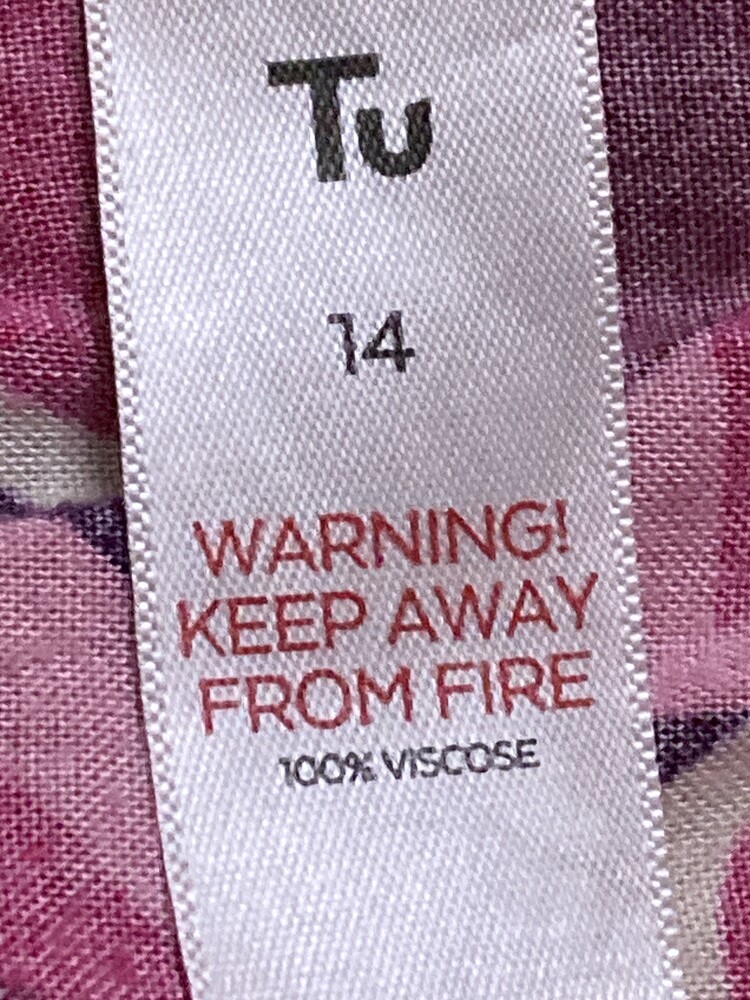 Tu
14
WARNING!
KEEP AWAY
FROM FIRE
100% VISCOSE